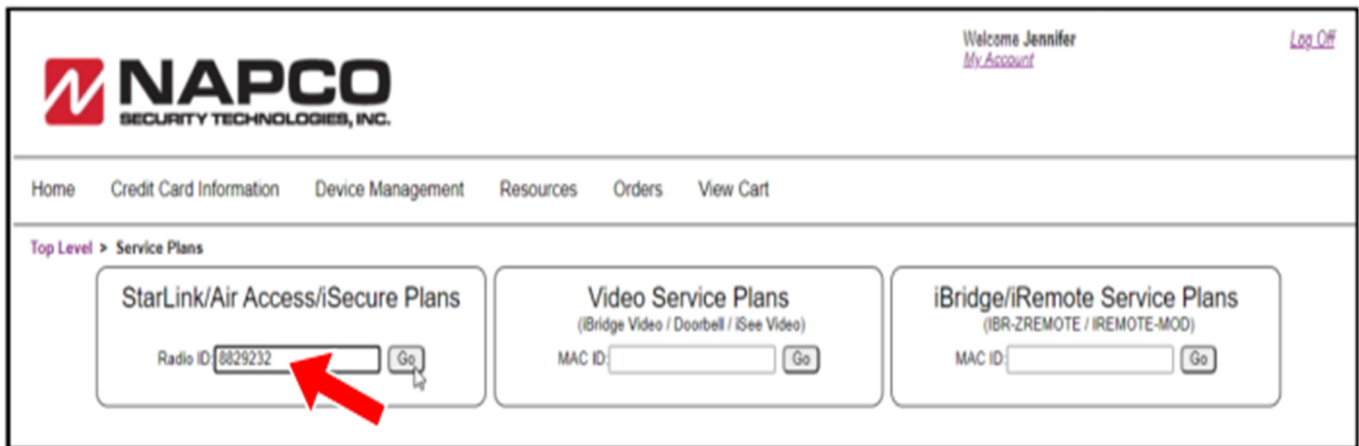 Welcome Jennifer
My Account
Log Off
NAPCO
SECURITY TECHNOLOGIES, INC.
Home Credit Card Information Device Management Resources Orders View Cart
Top Level > Service Plans
StarLink/Air Access/iSecure Plans
Radio ID: 8829232 Go
Video Service Plans
(iBridge Video / Doorbell / iSee Video)
MAC ID: Go
iBridge/iRemote Service Plans
(IBR-ZREMOTE / IREMOTE-MOD)
MAC ID: Go